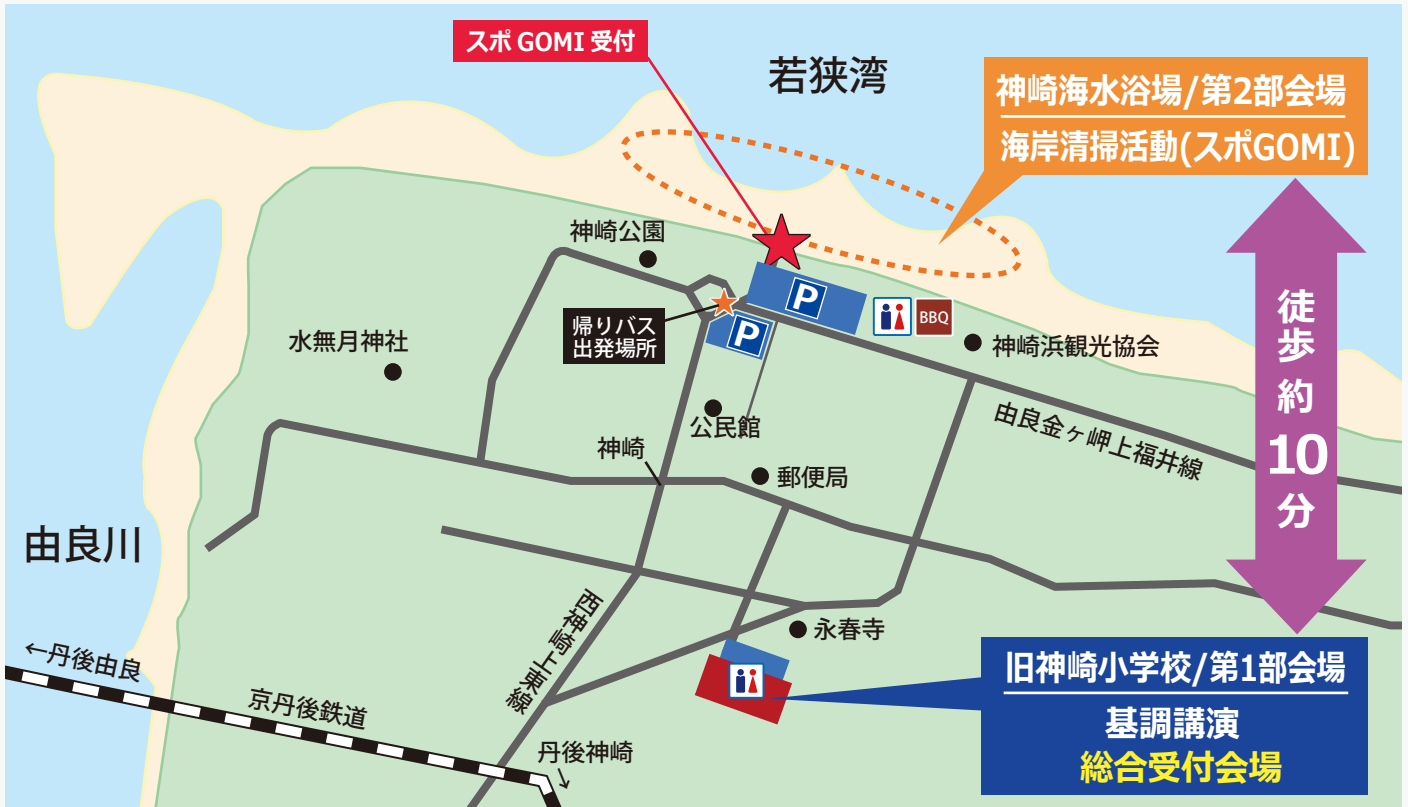 スポ GOMI 受付
若狭湾
神崎海水浴場/第2部会場
海岸清掃活動(スポGOMI)
神崎公園
P
BBQ
帰りバス
出発場所
P
水無月神社
神崎浜観光協会
徒歩約10分
公民館
由良金ヶ岬上福井線
神崎
郵便局
由良川
西神崎上東線
永春寺
←丹後由良
京丹後鉄道
旧神崎小学校/第1部会場
基調講演
総合受付会場
丹後神崎
→